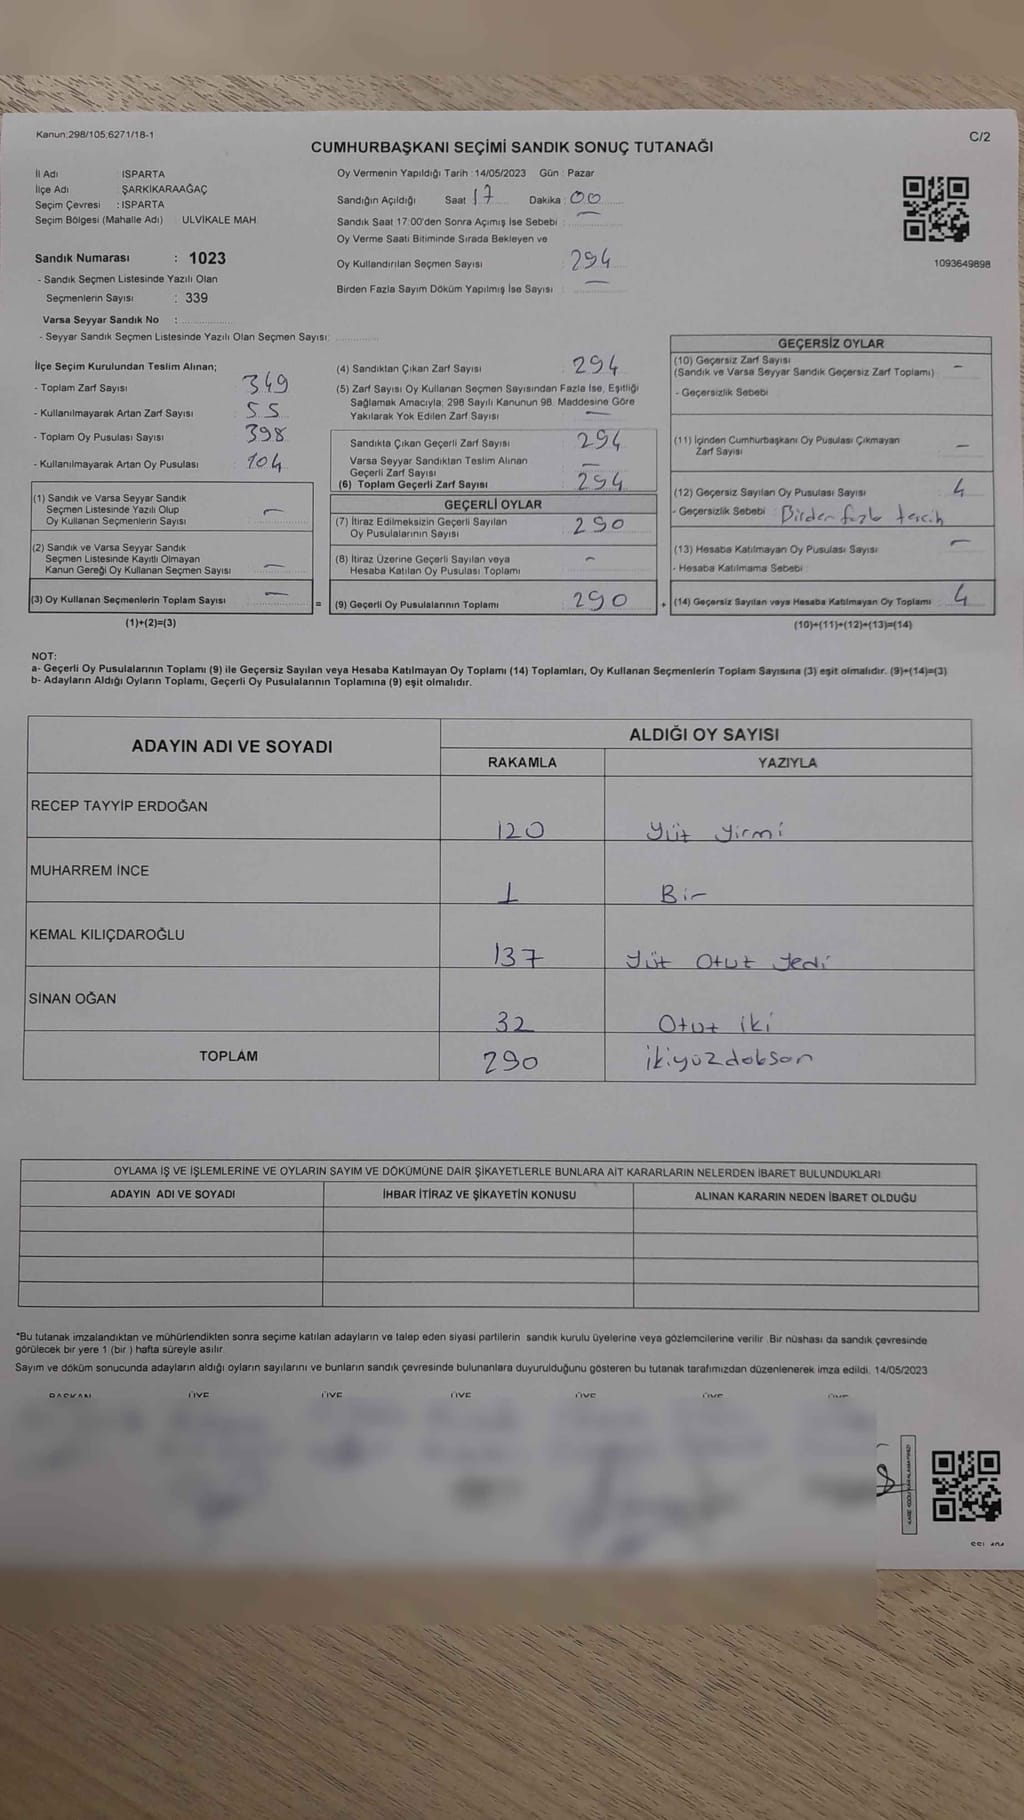 Kanun:298/105,6271/18-1
C/2
CUMHURBAŞKANI SEÇİMİ SANDIK SONUÇ TUTANAĞI
İl Adı : ISPARTA
İlçe Adı : ŞARKİKARAAĞAÇ
Seçim Çevresi : ISPARTA
Seçim Bölgesi (Mahalle Adı) : ULVİKALE MAH.
Sandık Numarası : 1023
- Sandık Seçmen Listesinde Yazılı Olan
Seçmenlerin Sayısı : 339
Varsa Seyyar Sandık No :
- Seyyar Sandık Seçmen Listesinde Yazılı Olan Seçmen Sayısı:
Oy Vermenin Yapıldığı Tarih : 14/05/2023 Gün : Pazar
Sandığın Açıldığı Saat 17 Dakika : 00
Sandık Saat 17:00'den Sonra Açımış İse Sebebi : —
Oy Verme Saati Bitiminde Sırada Bekleyen ve
Oy Kullandırılan Seçmen Sayısı : 294
Birden Fazla Sayım Döküm Yapılmış İse Sayısı : —
1093649898
İlçe Seçim Kurulundan Teslim Alınan;
- Toplam Zarf Sayısı : 349
- Kullanılmayarak Artan Zarf Sayısı : 55
- Toplam Oy Pusulası Sayısı : 398
- Kullanılmayarak Artan Oy Pusulası : 104
(1) Sandık ve Varsa Seyyar Sandık
Seçmen Listesinde Yazılı Olup
Oy Kullanan Seçmenlerin Sayısı : —
(2) Sandık ve Varsa Seyyar Sandık
Seçmen Listesinde Kayıtlı Olmayan
Kanun Gereği Oy Kullanan Seçmen Sayısı : —
(3) Oy Kullanan Seçmenlerin Toplam Sayısı : —
(1)+(2)=(3)
=
(4) Sandıktan Çıkan Zarf Sayısı : 294
(5) Zarf Sayısı Oy Kullanan Seçmen Sayısından Fazla İse, Eşitliği
Sağlamak Amacıyla; 298 Sayılı Kanunun 98. Maddesine Göre
Yakılarak Yok Edilen Zarf Sayısı : —
Sandıkta Çıkan Geçerli Zarf Sayısı : 294
Varsa Seyyar Sandıktan Teslim Alınan
Geçerli Zarf Sayısı : —
(6) Toplam Geçerli Zarf Sayısı : 294
GEÇERLİ OYLAR
(7) İtiraz Edilmeksizin Geçerli Sayılan
Oy Pusulalarının Sayısı : 290
(8) İtiraz Üzerine Geçerli Sayılan veya
Hesaba Katılan Oy Pusulası Toplamı : -
(9) Geçerli Oy Pusulalarının Toplamı : 290
+
GEÇERSİZ OYLAR
(10) Geçersiz Zarf Sayısı
(Sandık ve Varsa Seyyar Sandık Geçersiz Zarf Toplamı) : —
- Geçersizlik Sebebi :
(11) İçinden Cumhurbaşkanı Oy Pusulası Çıkmayan
Zarf Sayısı : —
(12) Geçersiz Sayılan Oy Pusulası Sayısı : 4
- Geçersizlik Sebebi : Birden fazla tercih
(13) Hesaba Katılmayan Oy Pusulası Sayısı : —
- Hesaba Katılmama Sebebi :
(14) Geçersiz Sayılan veya Hesaba Katılmayan Oy Toplamı : 4
(10)+(11)+(12)+(13)=(14)
NOT:
a- Geçerli Oy Pusulalarının Toplamı (9) ile Geçersiz Sayılan veya Hesaba Katılmayan Oy Toplamı (14) Toplamları, Oy Kullanan Seçmenlerin Toplam Sayısına (3) eşit olmalıdır. (9)+(14)=(3)
b- Adayların Aldığı Oyların Toplamı, Geçerli Oy Pusulalarının Toplamına (9) eşit olmalıdır.
ADAYIN ADI VE SOYADI ALDIĞI OY SAYISI
RAKAMLA YAZIYLA
RECEP TAYYİP ERDOĞAN 120 Yüz Yirmi
MUHARREM İNCE 1 Bir
KEMAL KILIÇDAROĞLU 137 Yüz Otuz Yedi
SİNAN OĞAN 32 Otuz iki
TOPLAM 290 ikiyüzdoksan
OYLAMA İŞ VE İŞLEMLERİNE VE OYLARIN SAYIM VE DÖKÜMÜNE DAİR ŞİKAYETLERLE BUNLARA AİT KARARLARIN NELERDEN İBARET BULUNDUKLARI
ADAYIN ADI VE SOYADI İHBAR İTİRAZ VE ŞİKAYETİN KONUSU ALINAN KARARIN NEDEN İBARET OLDUĞU
*Bu tutanak imzalandıktan ve mühürlendikten sonra seçime katılan adayların ve talep eden siyasi partilerin sandık kurulu üyelerine veya gözlemcilerine verilir .Bir nüshası da sandık çevresinde
görülecek bir yere 1 (bir ) hafta süreyle asılır.
Sayım ve döküm sonucunda adayların aldığı oyların sayılarını ve bunların sandık çevresinde bulunanlara duyurulduğunu gösteren bu tutanak tarafımızdan düzenlenerek imza edildi. 14/05/2023
BAŞKAN ÜYE ÜYE ÜYE ÜYE ÜYE ÜYE